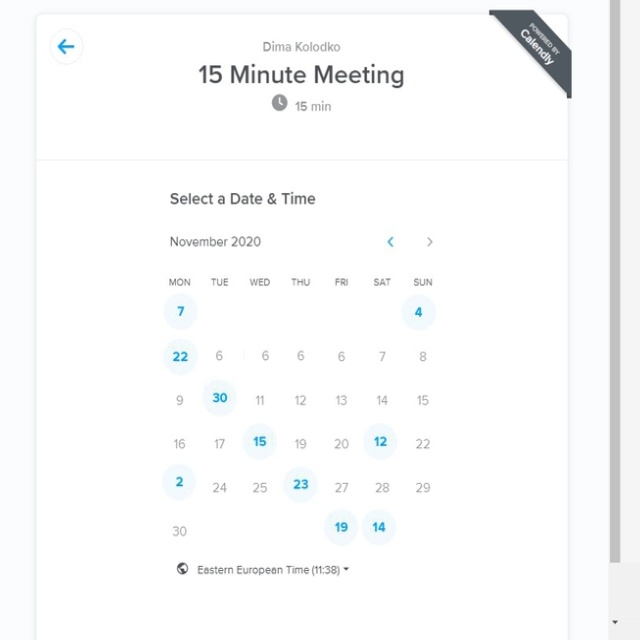 POWERED BY
Calendly
Dima Kolodko
15 Minute Meeting
15 min
Select a Date & Time
November 2020
MON TUE WED THU FRI SAT SUN
7 4
22 6 6 6 6 7 8
9 30 11 12 13 14 15
16 17 15 19 20 12 22
2 24 25 23 27 28 29
30 19 14
Eastern European Time (11:38)